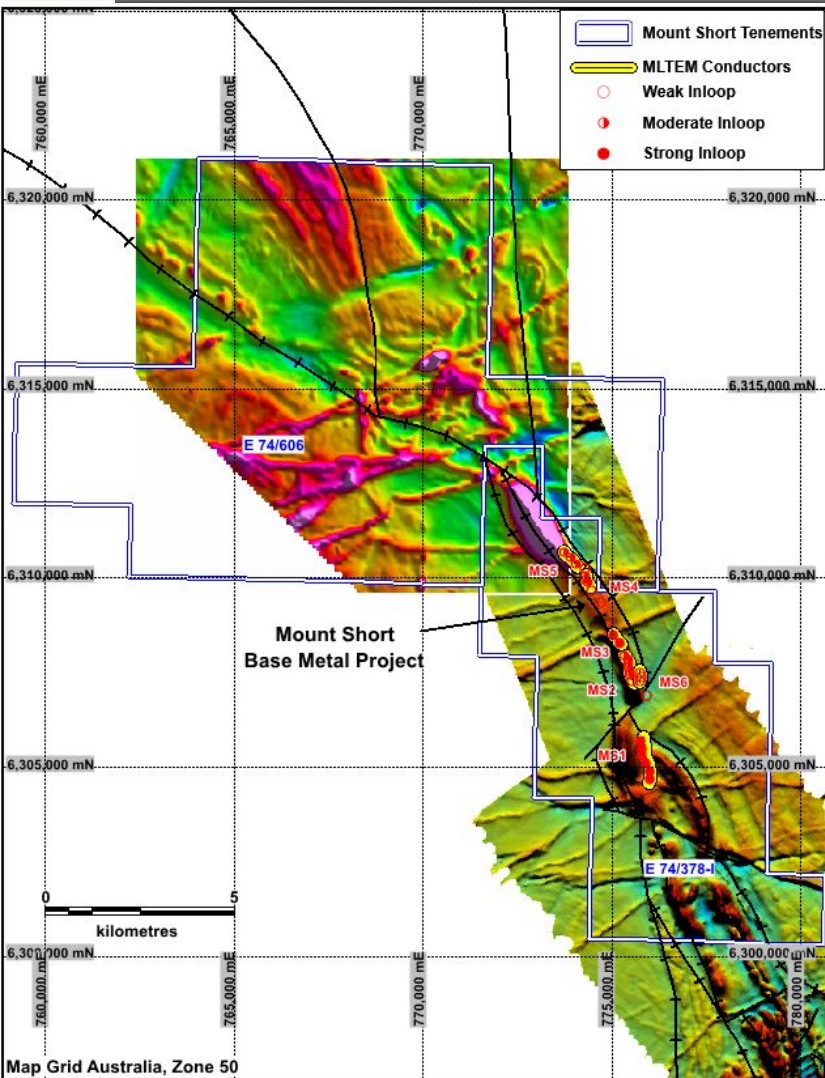 Mount Short Tenements
MLTEM Conductors
Weak Inloop
Moderate Inloop
Strong Inloop
760,000 mE
765,000 mE
770,000 mE
6,320,000 mN
6,320,000 mN
6,315,000 mN
6,315,000 mN
E 74/606
6,310,000 mN
6,310,000 mN
MS5
MS4
Mount Short
Base Metal Project
MS3
MS2
MS6
MS1
6,305,000 mN
6,305,000 mN
E 74/378-I
0
5
kilometres
6,300,000 mN
6,300,000 mN
760,000 mE
765,000 mE
770,000 mE
775,000 mE
780,000 mE
Map Grid Australia, Zone 50